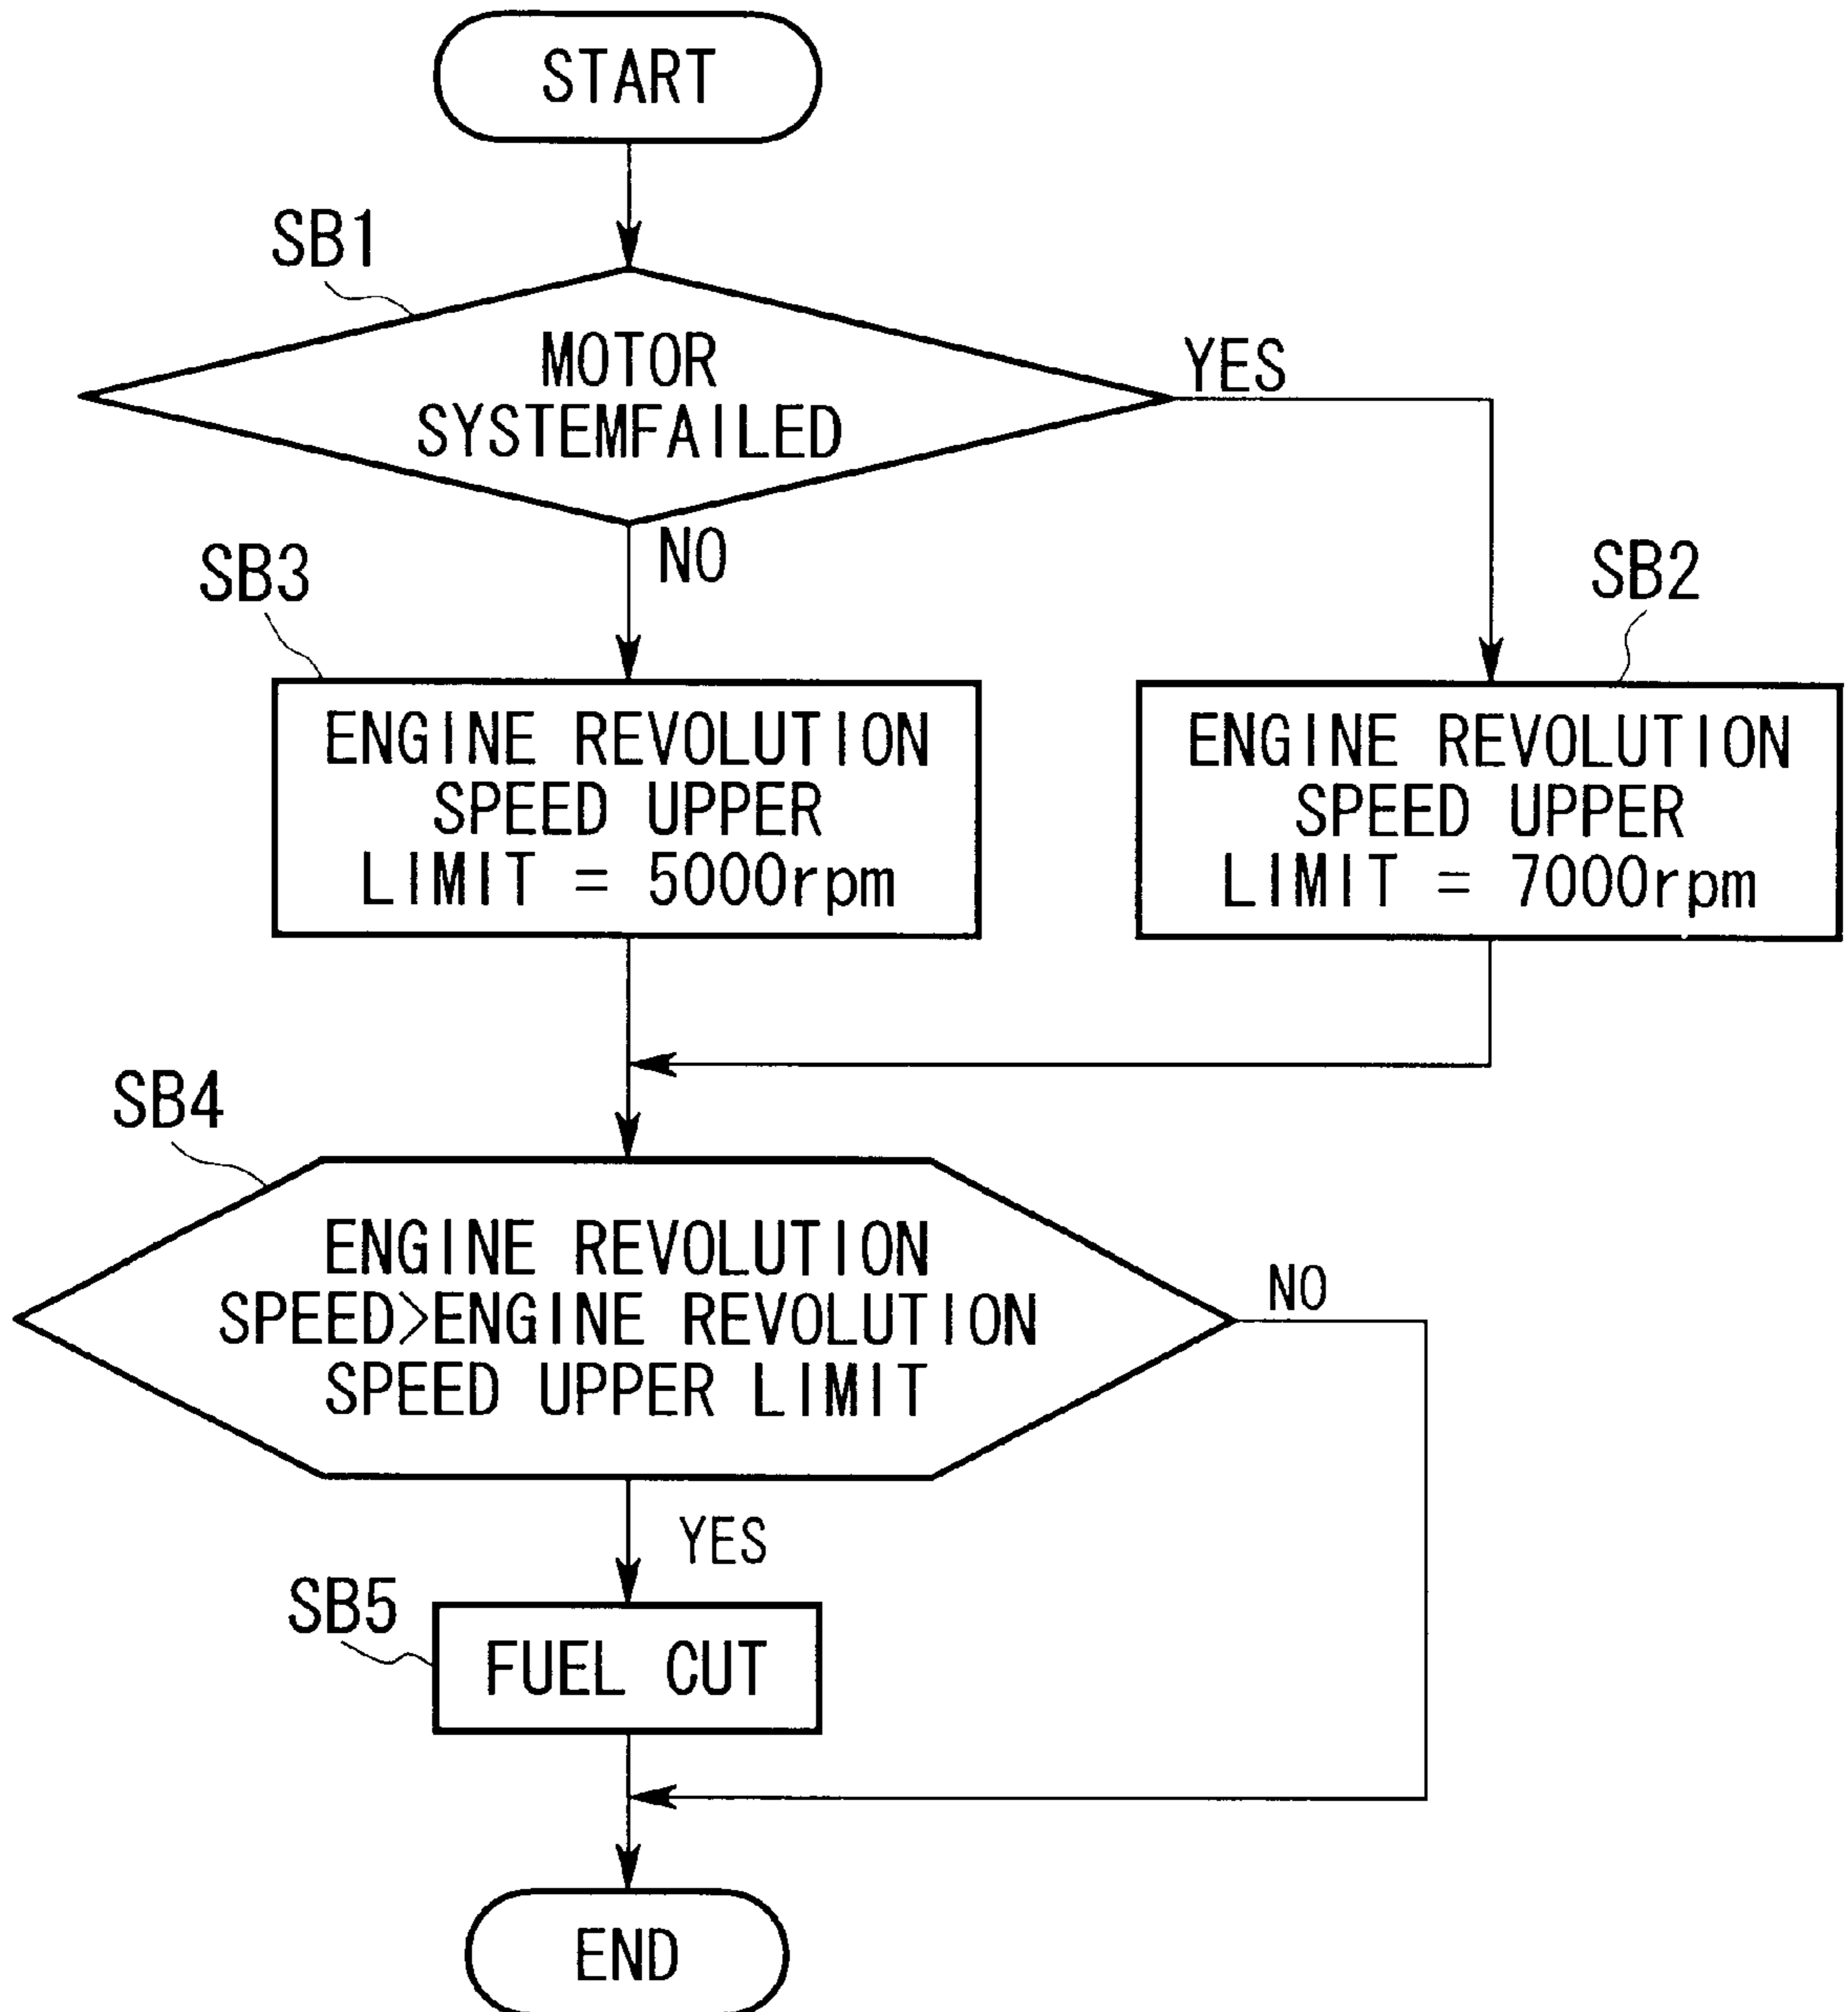 START
SB1
MOTOR
SYSTEMFAILED
YES
NO
SB3
SB2
ENGINE REVOLUTION
SPEED UPPER
LIMIT = 5000rpm
ENGINE REVOLUTION
SPEED UPPER
LIMIT = 7000rpm
SB4
ENGINE REVOLUTION
SPEED>ENGINE REVOLUTION
SPEED UPPER LIMIT
NO
YES
SB5
FUEL CUT
END